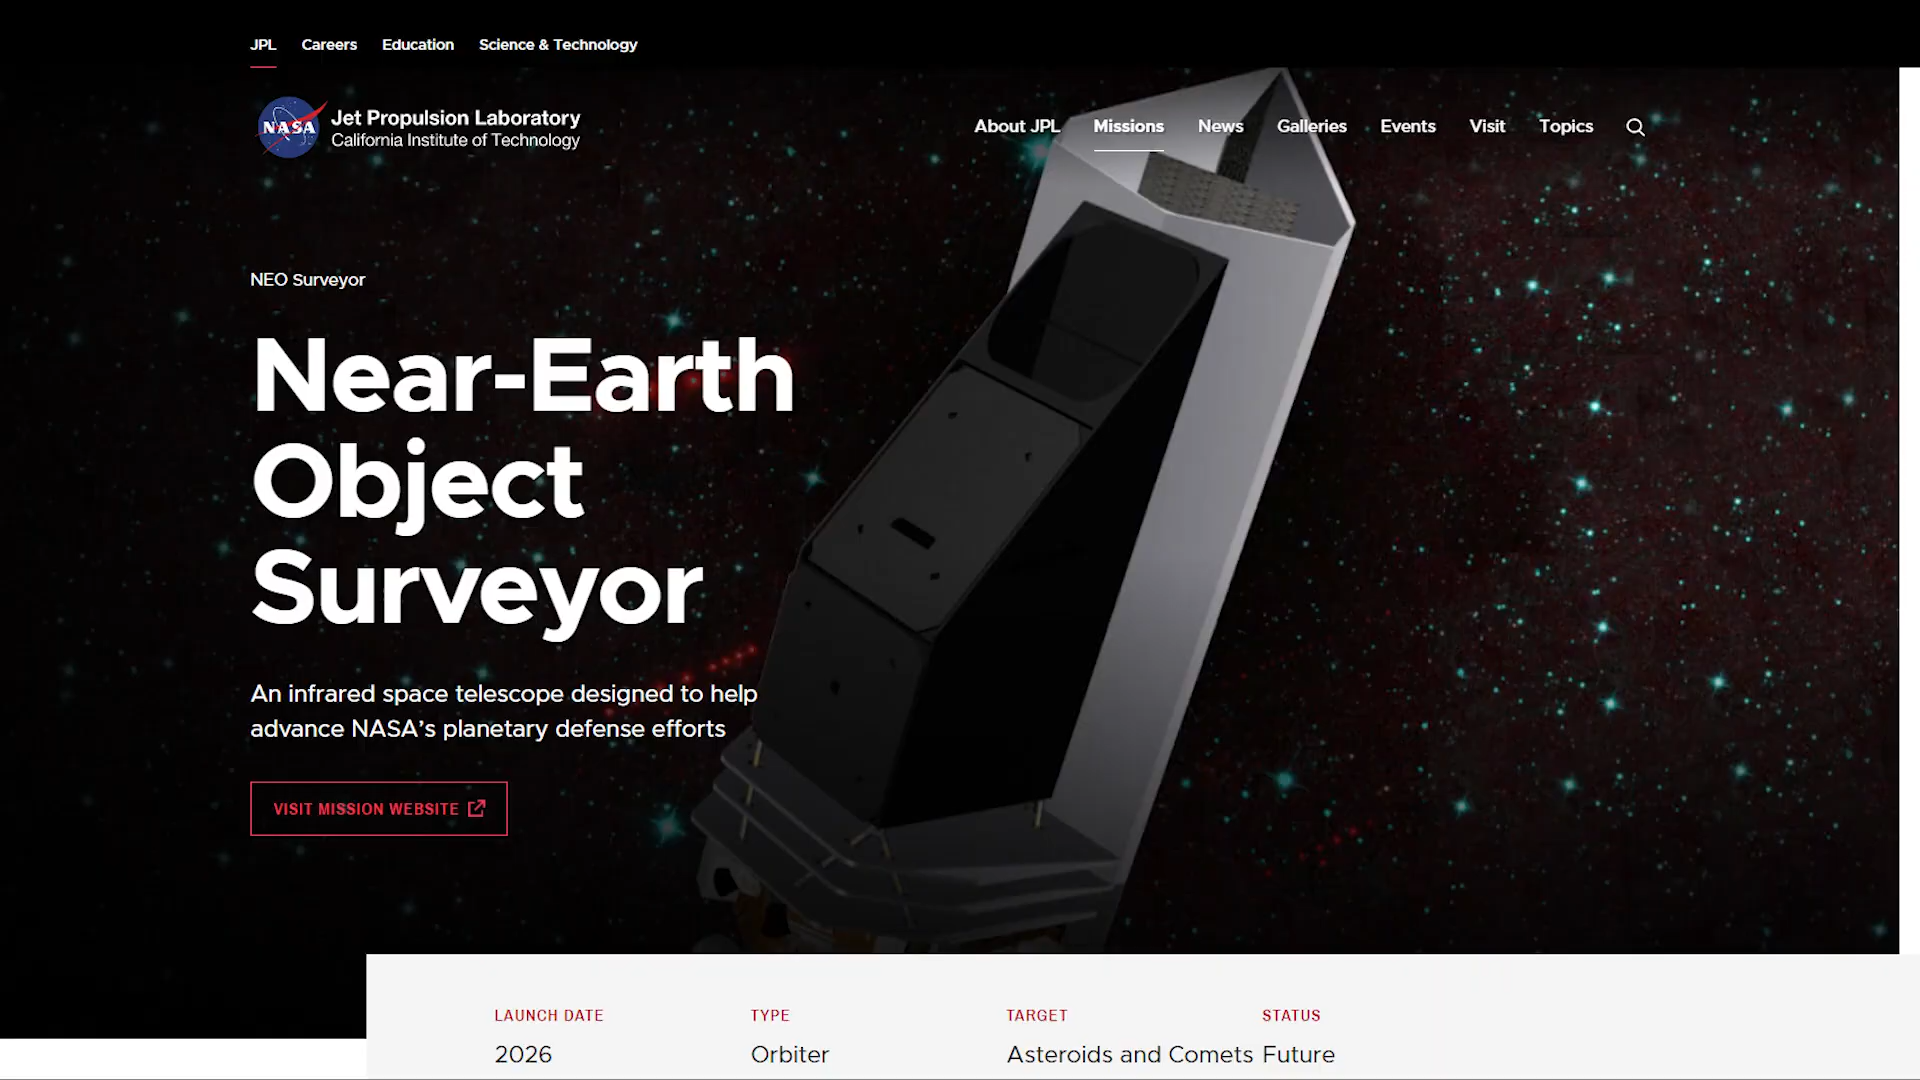 JPL Careers Education Science & Technology
NASA
Jet Propulsion Laboratory
California Institute of Technology
About JPL Missions News Galleries Events Visit Topics
NEO Surveyor
Near-Earth
Object
Surveyor
An infrared space telescope designed to help
advance NASA's planetary defense efforts
VISIT MISSION WEBSITE
LAUNCH DATE TYPE TARGET STATUS
2026 Orbiter Asteroids and Comets Future